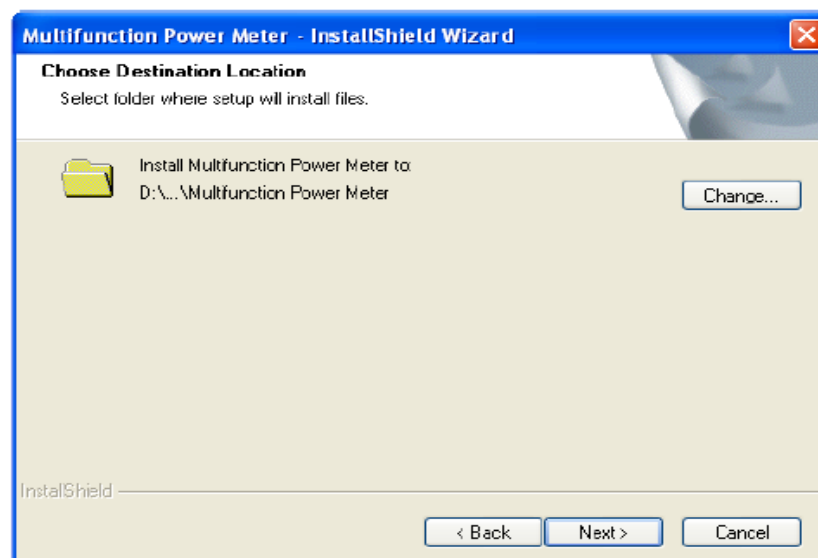 Multifunction Power Meter - InstallShield Wizard
Choose Destination Location
Select folder where setup will install files.
Install Multifunction Power Meter to:
D:\...\Multifunction Power Meter
Change...
InstallShield
< Back
Next >
Cancel